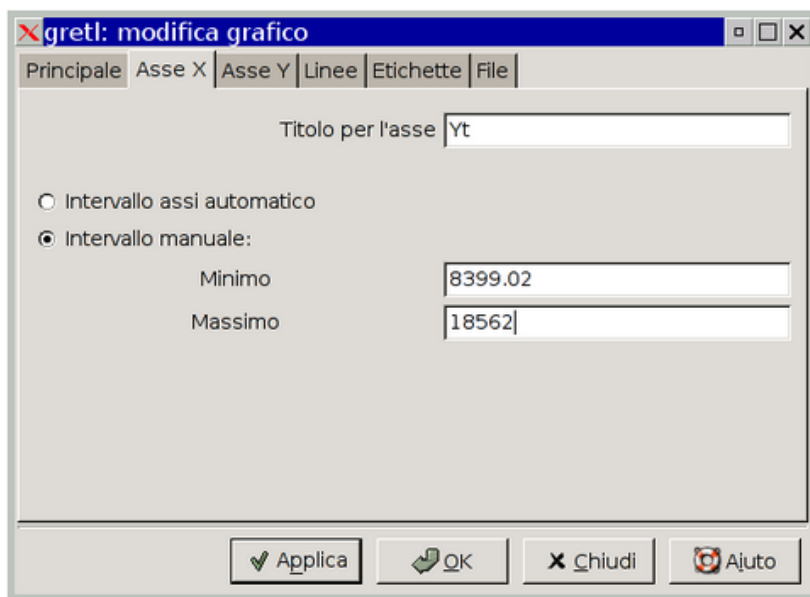 gretl: modifica grafico
Principale Asse X Asse Y Linee Etichette File
Titolo per l'asse Yt
Intervallo assi automatico
Intervallo manuale:
Minimo 8399.02
Massimo 18562
Applica OK Chiudi Aiuto